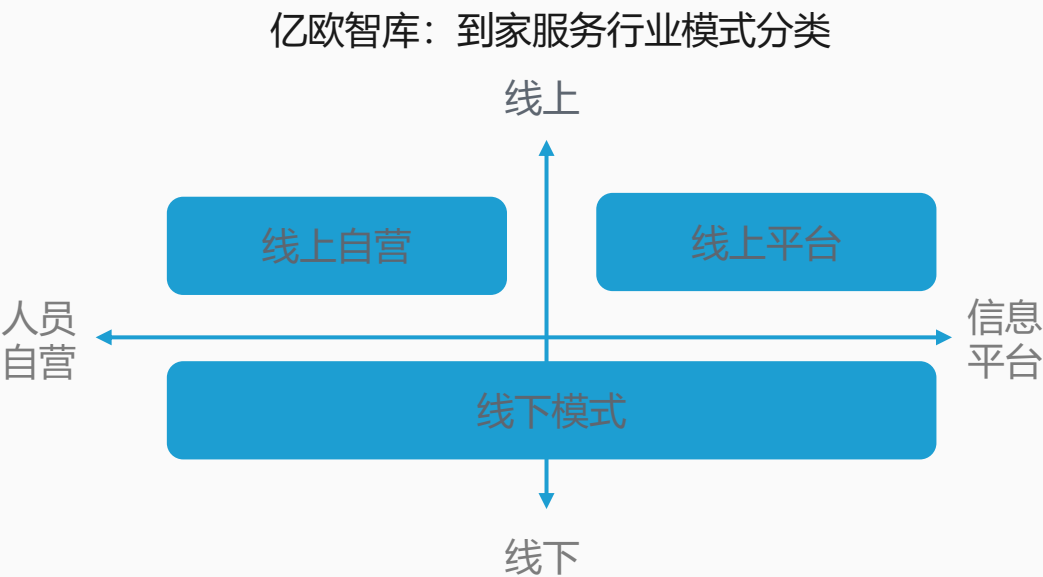 亿欧智库：到家服务行业模式分类
线上
线上自营
线上平台
人员
自营
信息
平台
线下模式
线下